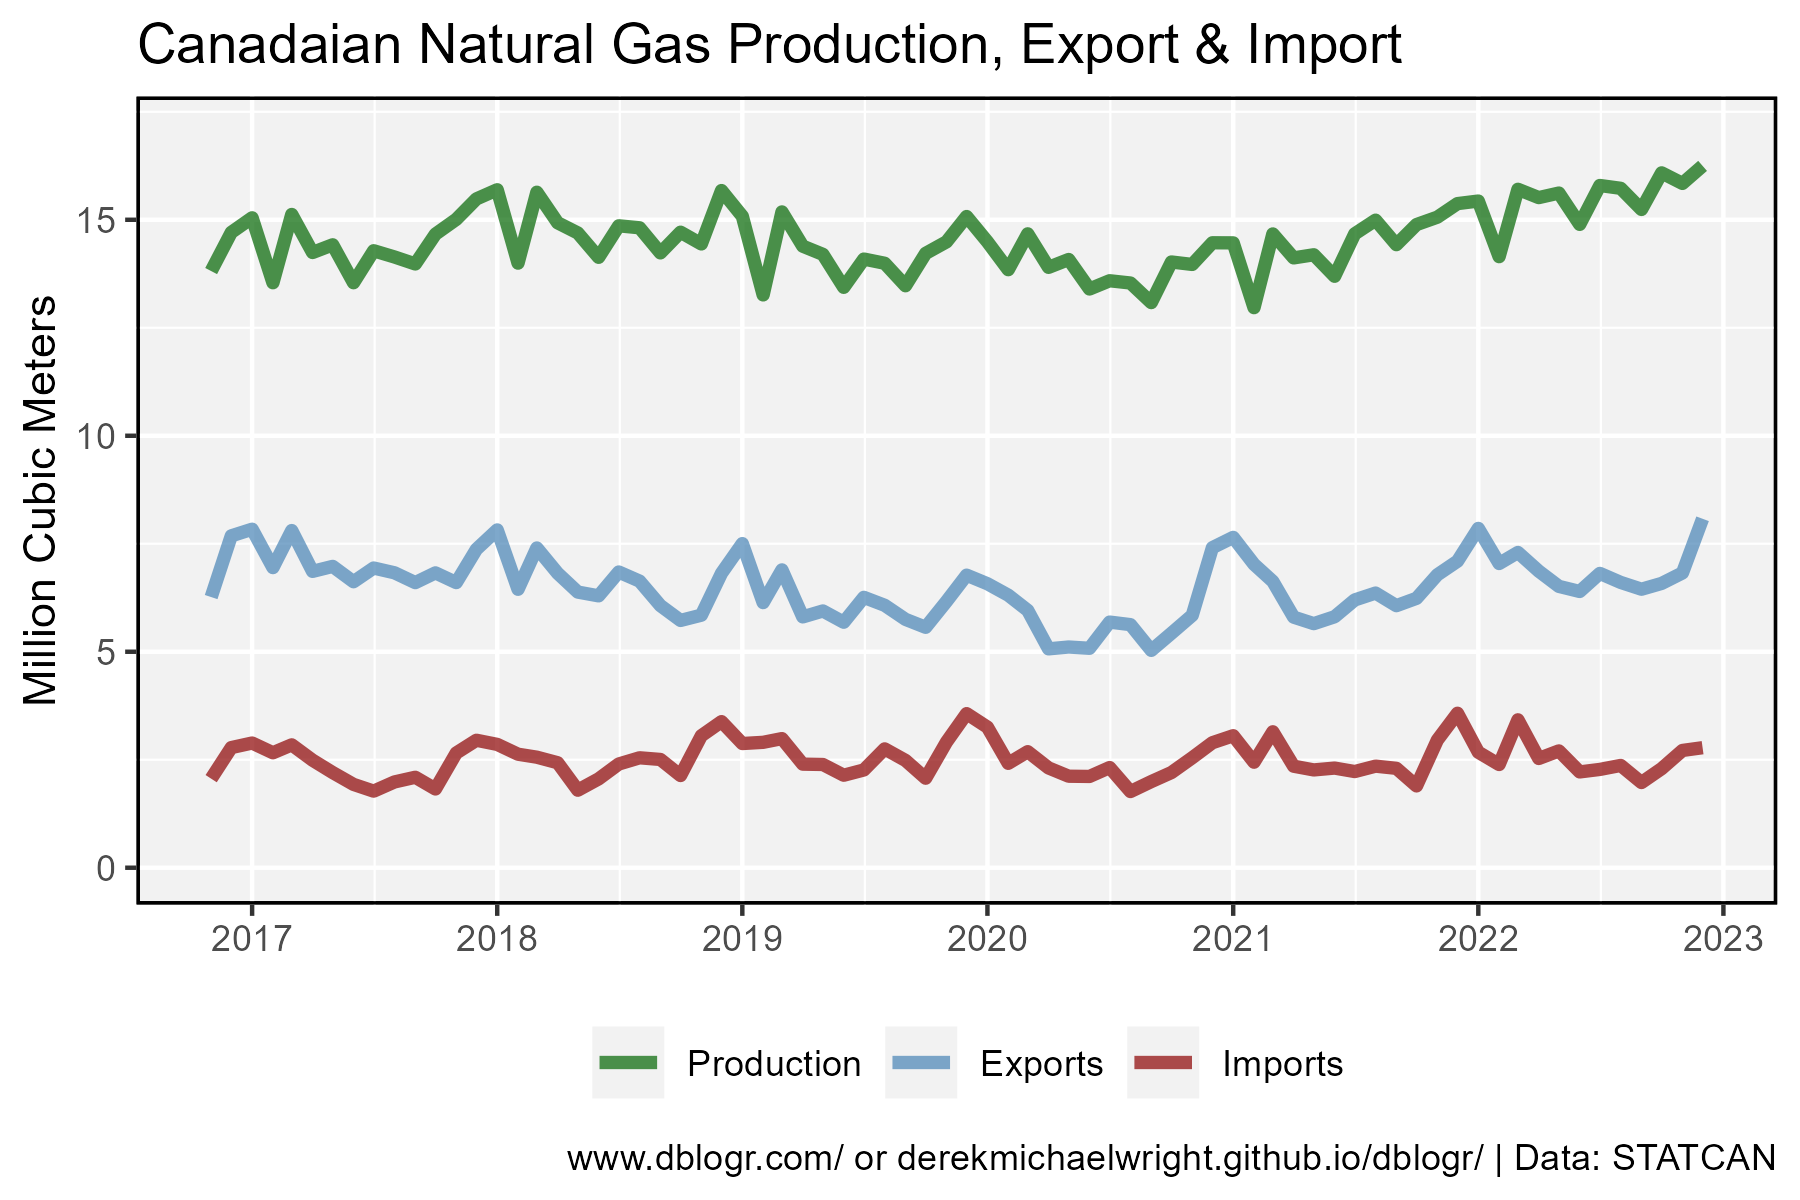 Canadaian Natural Gas Production, Export & Import
Million Cubic Meters
15
10
5
0
2017 2018 2019 2020 2021 2022 2023
Production Exports Imports
www.dblogr.com/ or derekmichaelwright.github.io/dblogr/ | Data: STATCAN